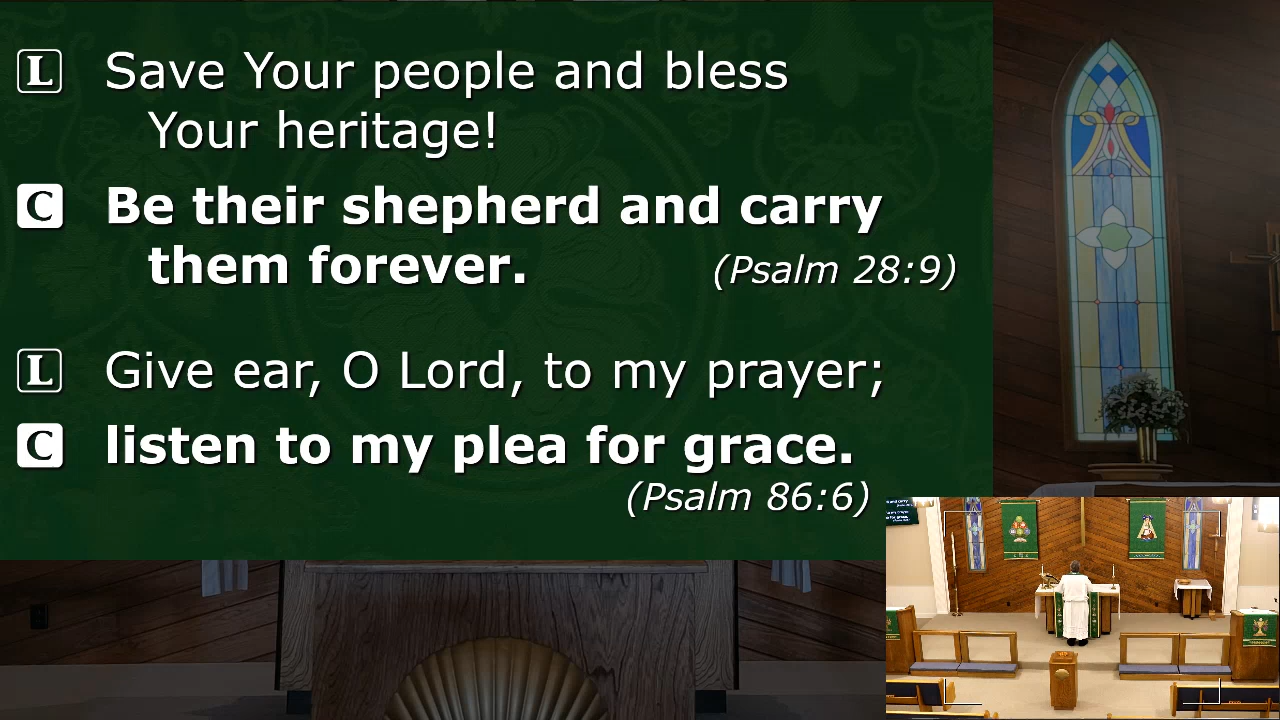 L Save Your people and bless
Your heritage!
C Be their shepherd and carry
them forever. (Psalm 28:9)
L Give ear, O Lord, to my prayer;
C listen to my plea for grace.
(Psalm 86:6)